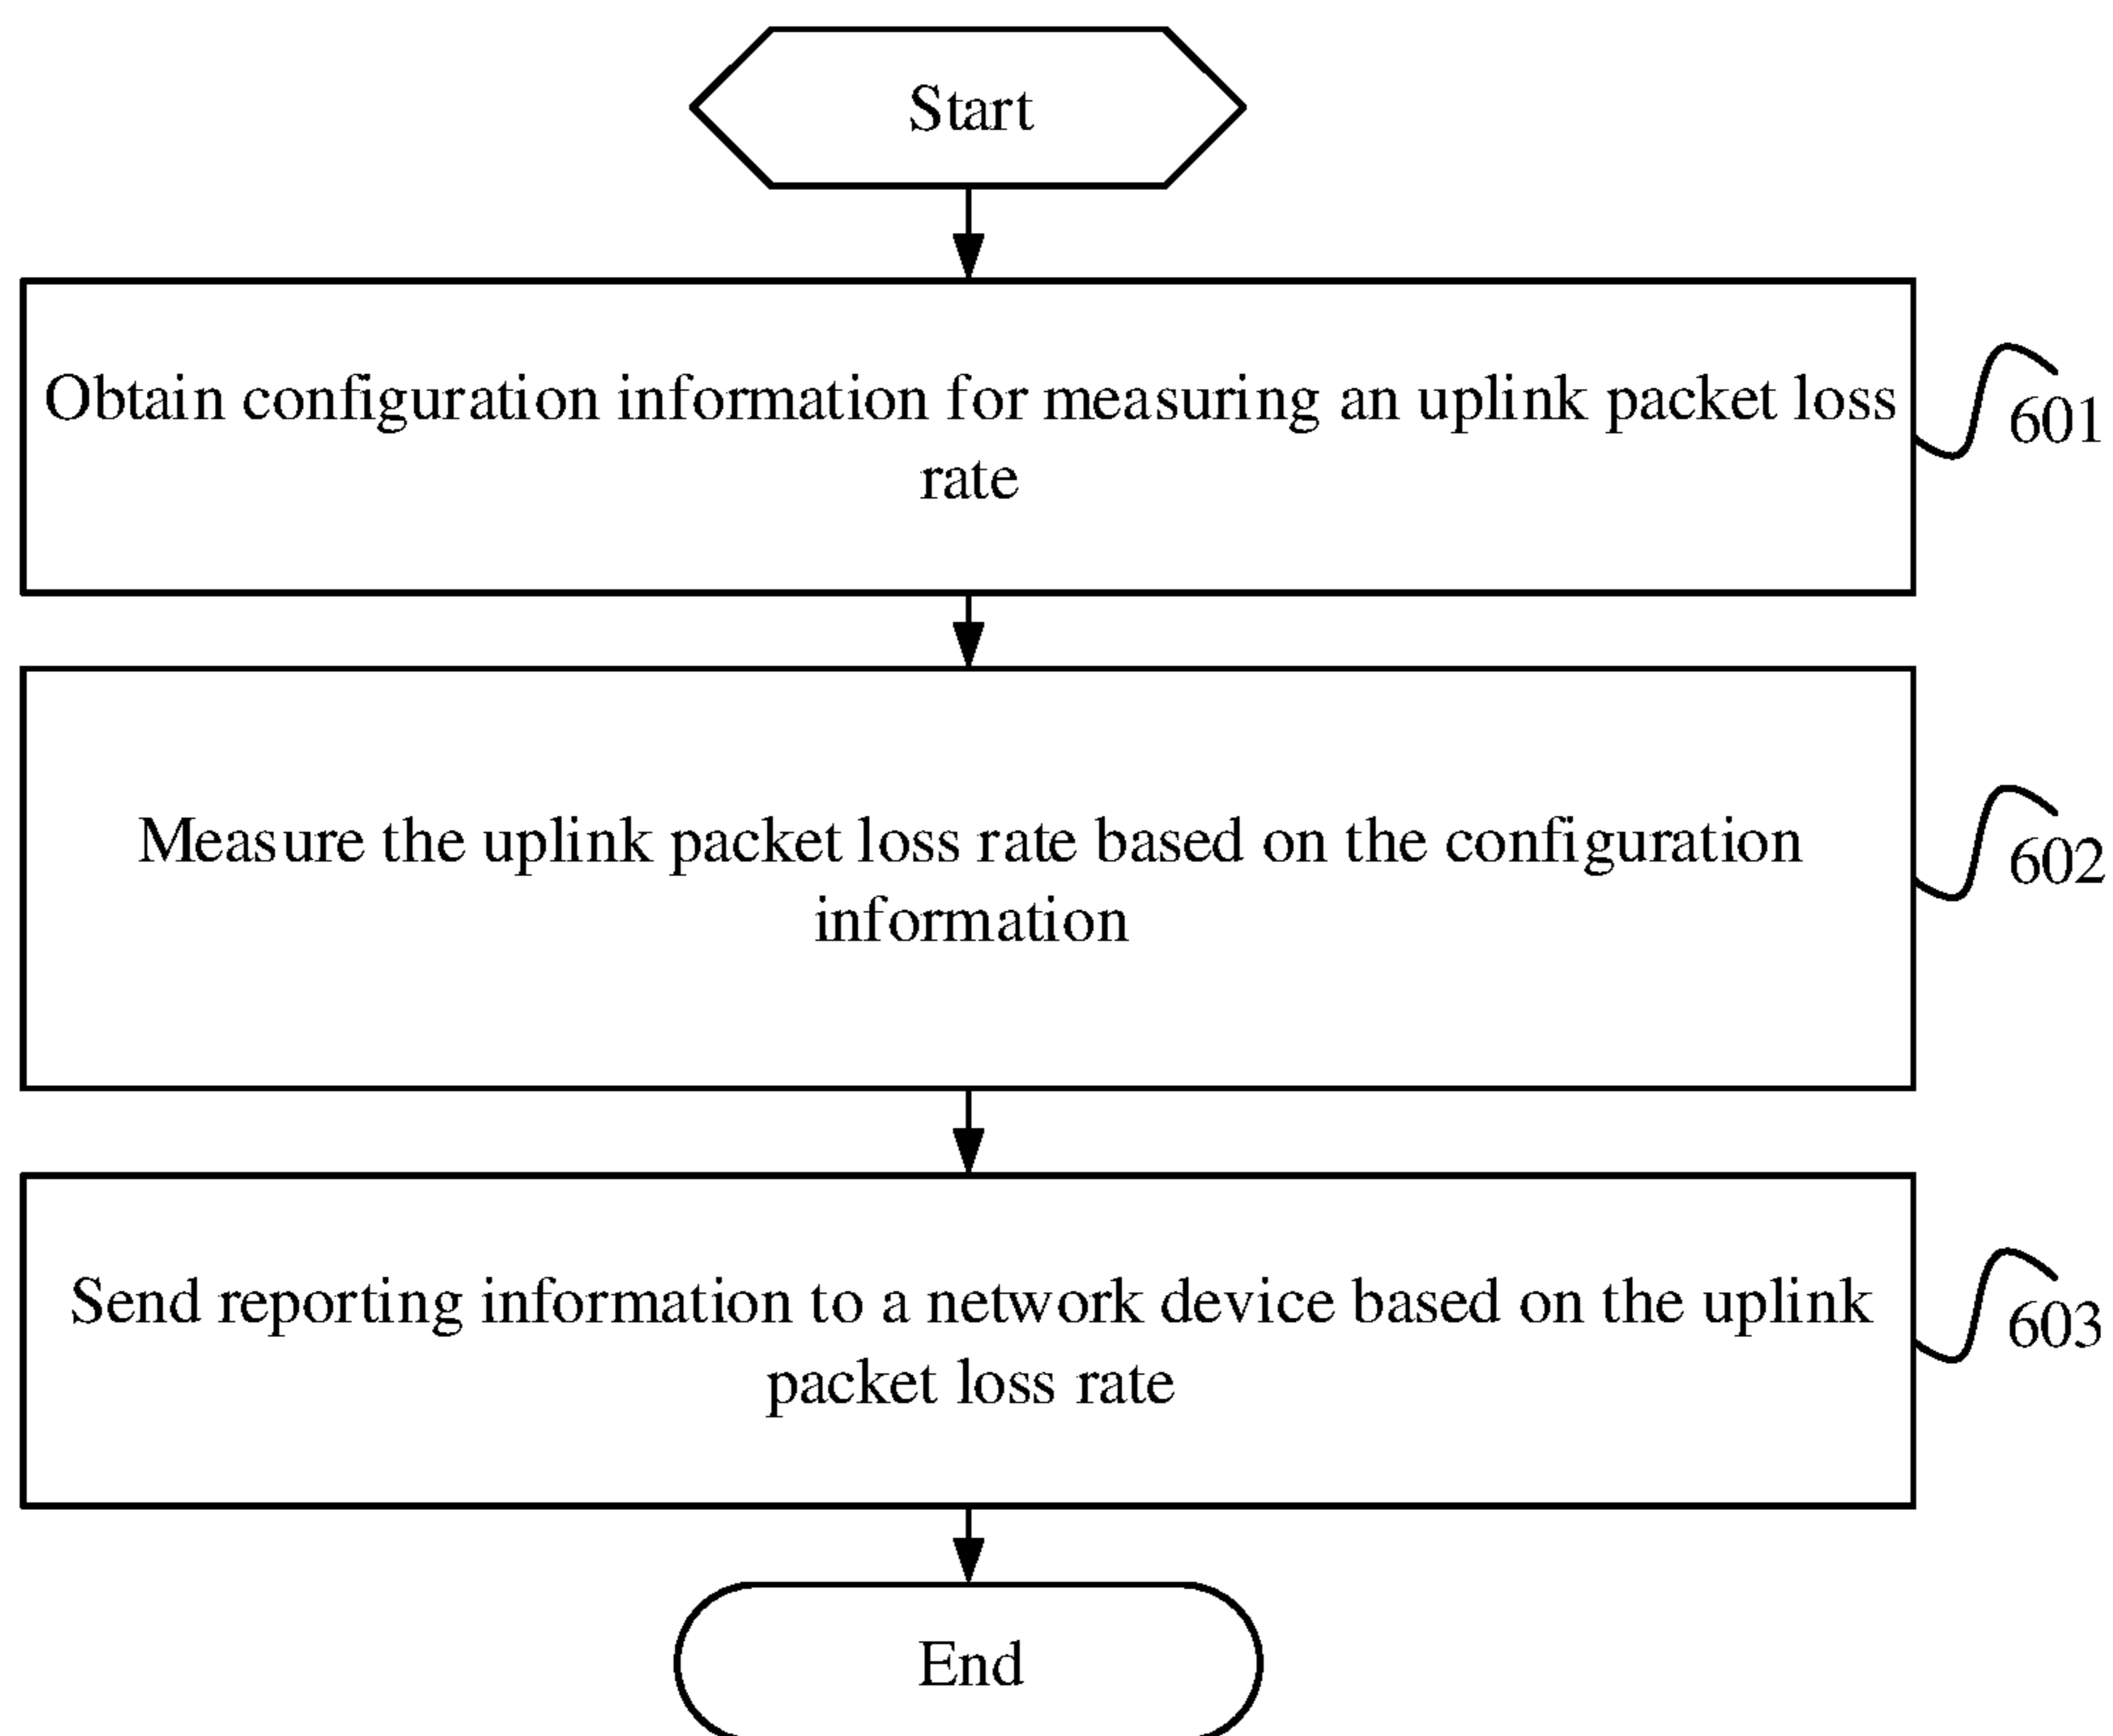 Start
Obtain configuration information for measuring an uplink packet loss
rate
601
Measure the uplink packet loss rate based on the configuration
information
602
Send reporting information to a network device based on the uplink
packet loss rate
603
End